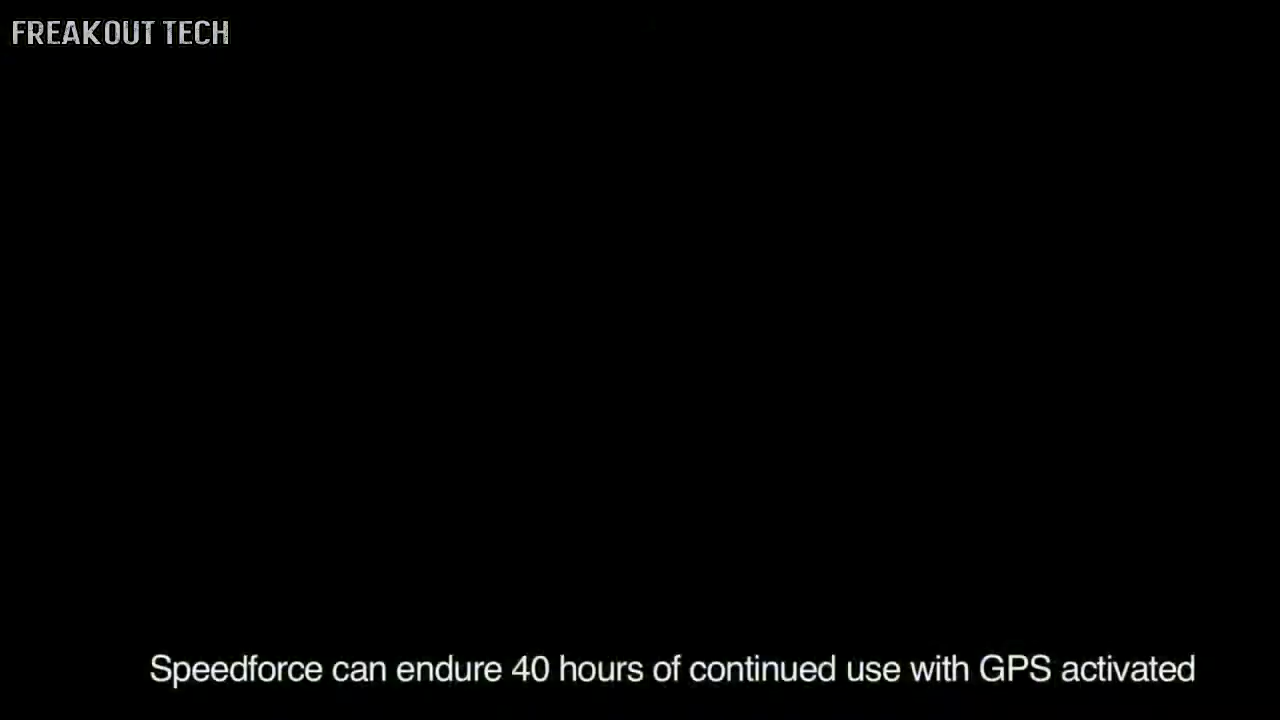 FREAKOUT TECH
Speedforce can endure 40 hours of continued use with GPS activated